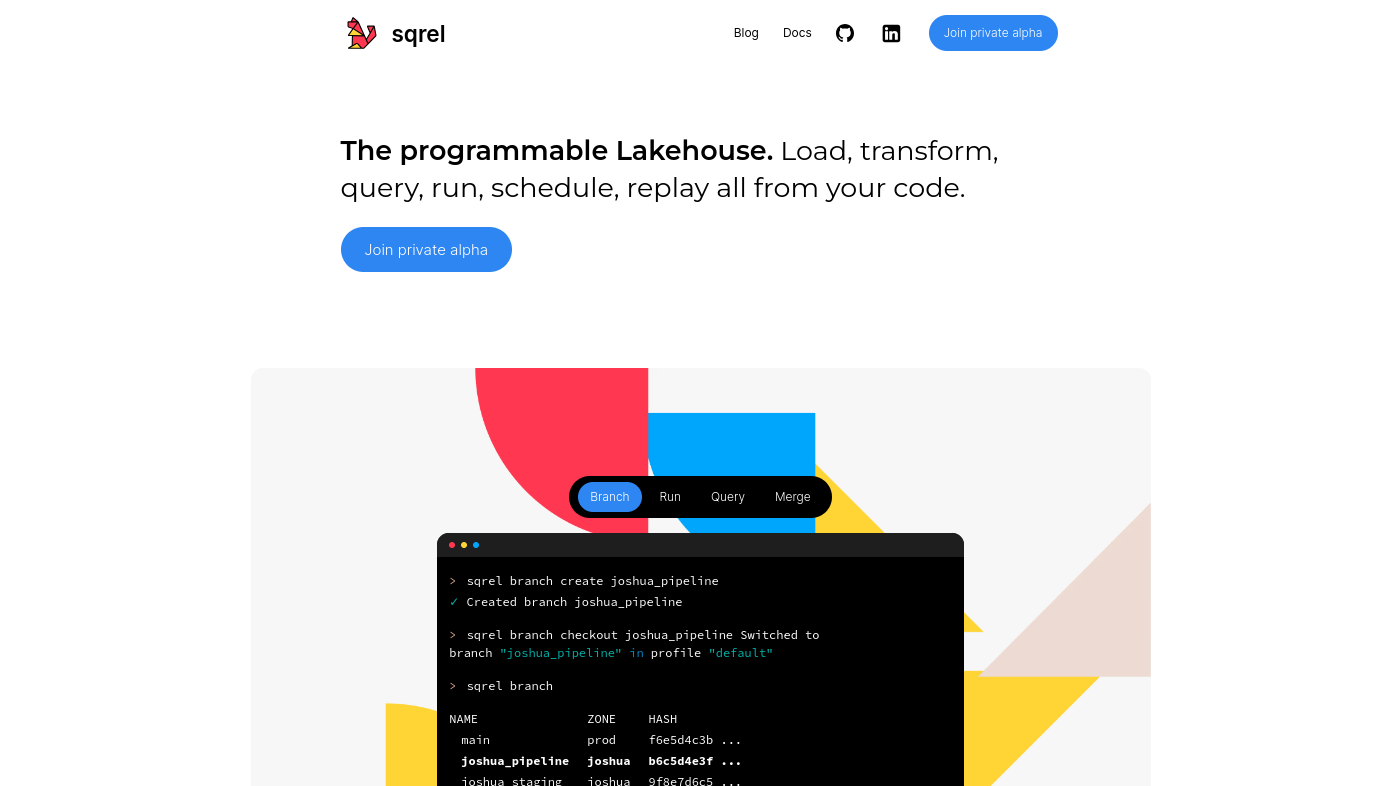 sqrel
Blog Docs Join private alpha
The programmable Lakehouse. Load, transform,
query, run, schedule, replay all from your code.
Join private alpha
Branch Run Query Merge
> sqrel branch create joshua_pipeline
✓ Created branch joshua_pipeline
> sqrel branch checkout joshua_pipeline Switched to
branch "joshua_pipeline" in profile "default"
> sqrel branch
NAME ZONE HASH
main prod f6e5d4c3b ...
joshua_pipeline joshua b6c5d4e3f ...
joshua_staging joshua 9f8e7d6c5 ...